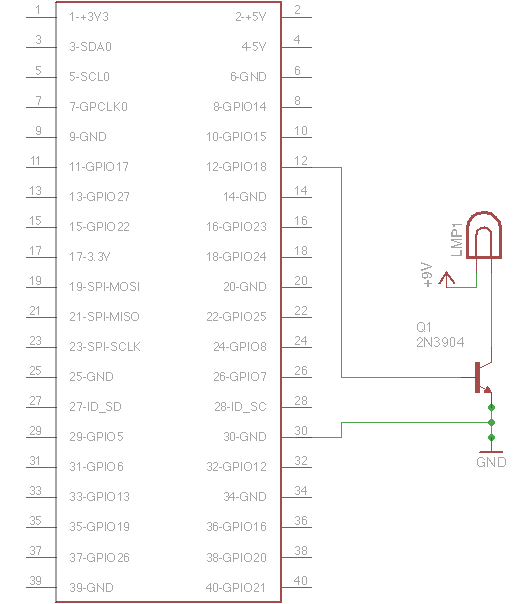 1 1-+3V3 2-+5V 2
3 3-SDA0 4-5V 4
5 5-SCL0 6-GND 6
7 7-GPCLK0 8-GPIO14 8
9 9-GND 10-GPIO15 10
11 11-GPIO17 12-GPIO18 12
13 13-GPIO27 14-GND 14
15 15-GPIO22 16-GPIO23 16
17 17-3.3V 18-GPIO24 18
19 19-SPI-MOSI 20-GND 20
21 21-SPI-MISO 22-GPIO25 22
23 23-SPI-SCLK 24-GPIO8 24
25 25-GND 26-GPIO7 26
27 27-ID_SD 28-ID_SC 28
29 29-GPIO5 30-GND 30
31 31-GPIO6 32-GPIO12 32
33 33-GPIO13 34-GND 34
35 35-GPIO19 36-GPIO16 36
37 37-GPIO26 38-GPIO20 38
39 39-GND 40-GPIO21 40
LMP1
+9V
Q1
2N3904
GND